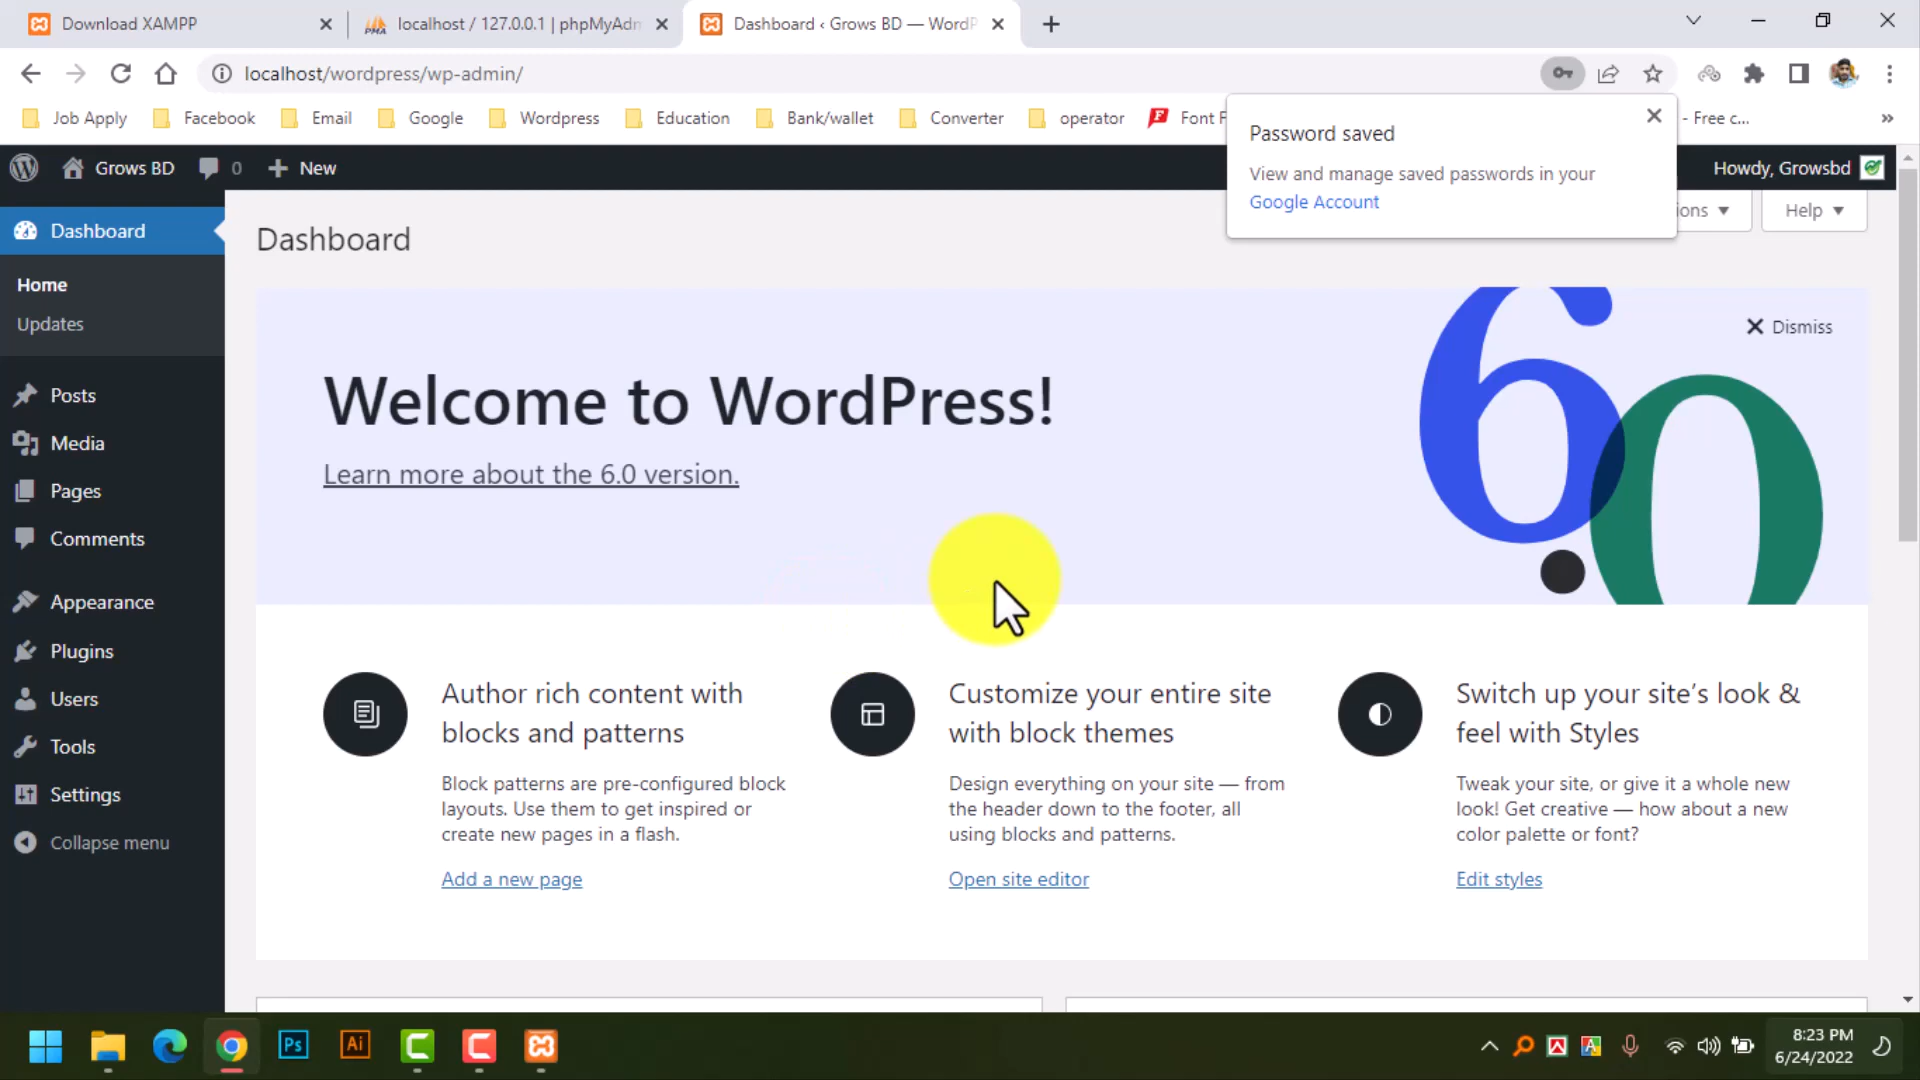 Download XAMPP
localhost / 127.0.0.1 | phpMyAdm
Dashboard ‹ Grows BD — WordP
localhost/wordpress/wp-admin/
Job Apply
Facebook
Email
Google
Wordpress
Education
Bank/wallet
Converter
operator
Font F
- Free c...
»
Password saved
View and manage saved passwords in your
Google Account
Grows BD
0
New
Howdy, Growsbd
ions
Help
Dashboard
Home
Updates
Posts
Media
Pages
Comments
Appearance
Plugins
Users
Tools
Settings
Collapse menu
Dashboard
Dismiss
6.0
Welcome to WordPress!
Learn more about the 6.0 version.
Author rich content with
blocks and patterns
Block patterns are pre-configured block
layouts. Use them to get inspired or
create new pages in a flash.
Add a new page
Customize your entire site
with block themes
Design everything on your site — from
the header down to the footer, all
using blocks and patterns.
Open site editor
Switch up your site’s look &
feel with Styles
Tweak your site, or give it a whole new
look! Get creative — how about a new
color palette or font?
Edit styles
Ps
Ai
8:23 PM
6/24/2022